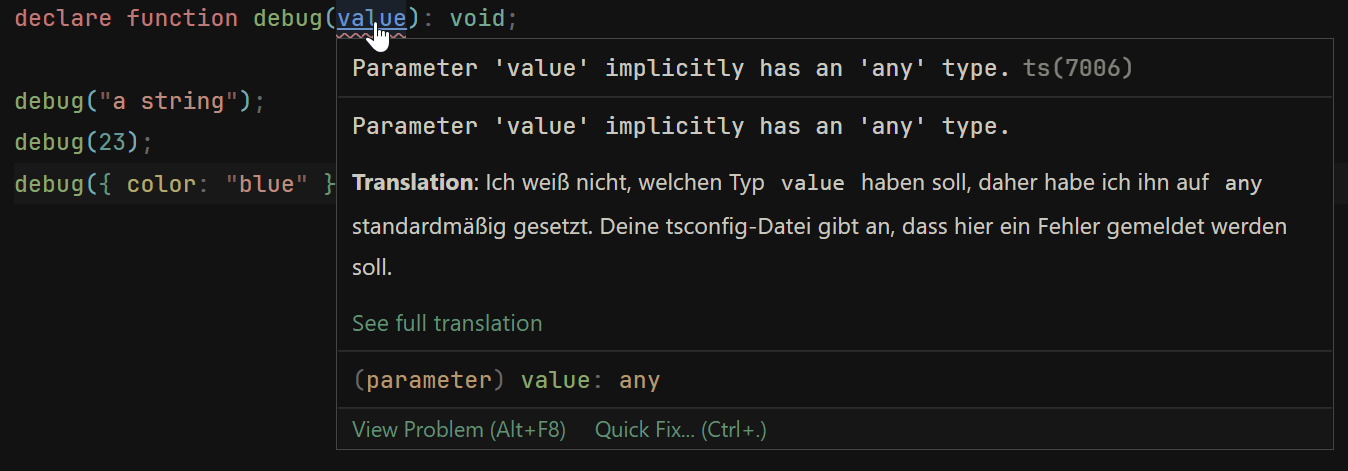 declare function debug(value): void;
Parameter 'value' implicitly has an 'any' type. ts(7006)
debug("a string");
Parameter 'value' implicitly has an 'any' type.
debug(23);
debug({ color: "blue" }
Translation: Ich weiß nicht, welchen Typ value haben soll, daher habe ich ihn auf any
standardmäßig gesetzt. Deine tsconfig-Datei gibt an, dass hier ein Fehler gemeldet werden
soll.
See full translation
(parameter) value: any
View Problem (Alt+F8) Quick Fix... (Ctrl+.)